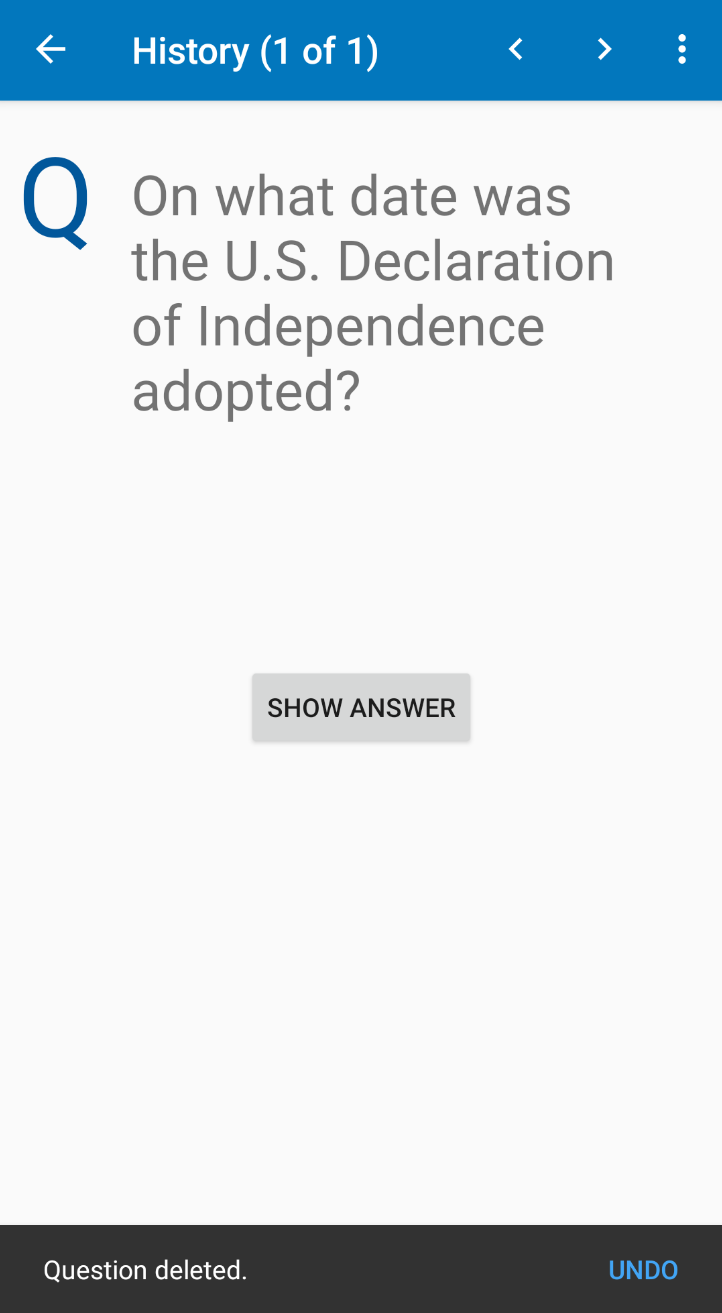 History (1 of 1)
Q
On what date was
the U.S. Declaration
of Independence
adopted?
SHOW ANSWER
Question deleted.
UNDO